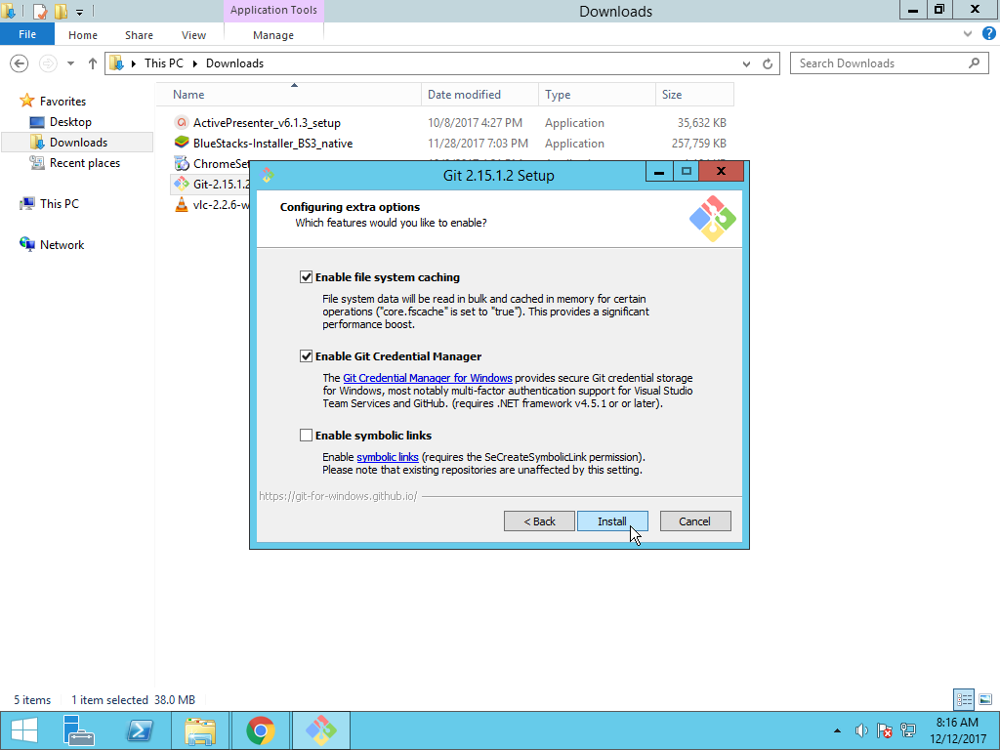 Application Tools
Downloads
File
Home
Share
View
Manage
This PC
Downloads
Search Downloads
Name
Date modified
Type
Size
Favorites
Desktop
Downloads
Recent places
This PC
Network
ActivePresenter_v6.1.3_setup
10/8/2017 4:27 PM
Application
35,632 KB
BlueStacks-Installer_BS3_native
11/28/2017 7:03 PM
Application
257,759 KB
ChromeSet
Git-2.15.1.2
vlc-2.2.6-w
Git 2.15.1.2 Setup
Configuring extra options
Which features would you like to enable?
Enable file system caching
File system data will be read in bulk and cached in memory for certain
operations ("core.fscache" is set to "true"). This provides a significant
performance boost.
Enable Git Credential Manager
The Git Credential Manager for Windows provides secure Git credential storage
for Windows, most notably multi-factor authentication support for Visual Studio
Team Services and GitHub. (requires .NET framework v4.5.1 or or later).
Enable symbolic links
Enable symbolic links (requires the SeCreateSymbolicLink permission).
Please note that existing repositories are unaffected by this setting.
https://git-for-windows.github.io/
< Back
Install
Cancel
5 items
1 item selected 38.0 MB
8:16 AM
12/12/2017